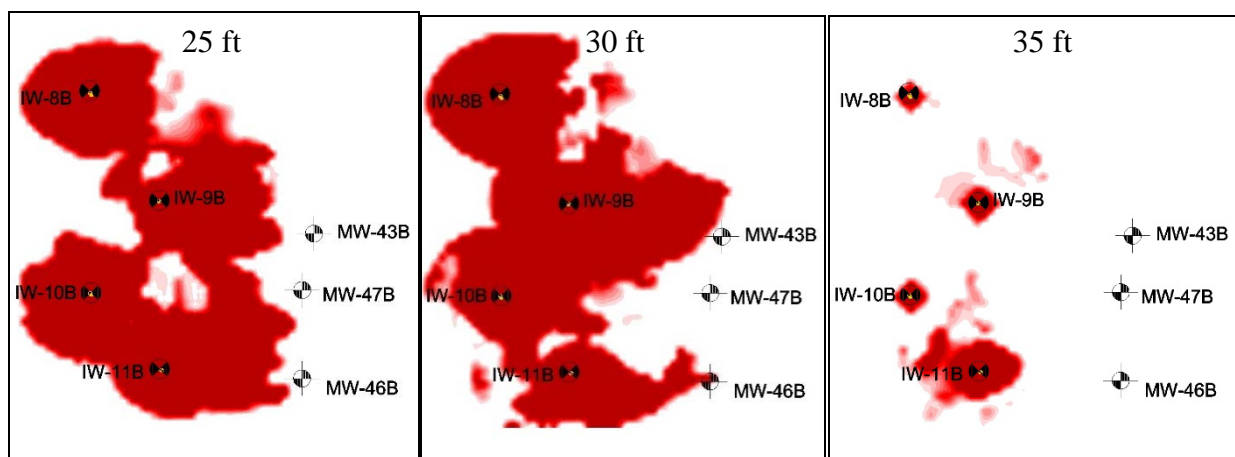 25 ft
IW-8B
IW-9B
MW-43B
IW-10B
MW-47B
IW-11B
MW-46B
30 ft
IW-8B
IW-9B
MW-43B
IW-10B
MW-47B
IW-11B
MW-46B
35 ft
IW-8B
IW-9B
MW-43B
IW-10B
MW-47B
IW-11B
MW-46B